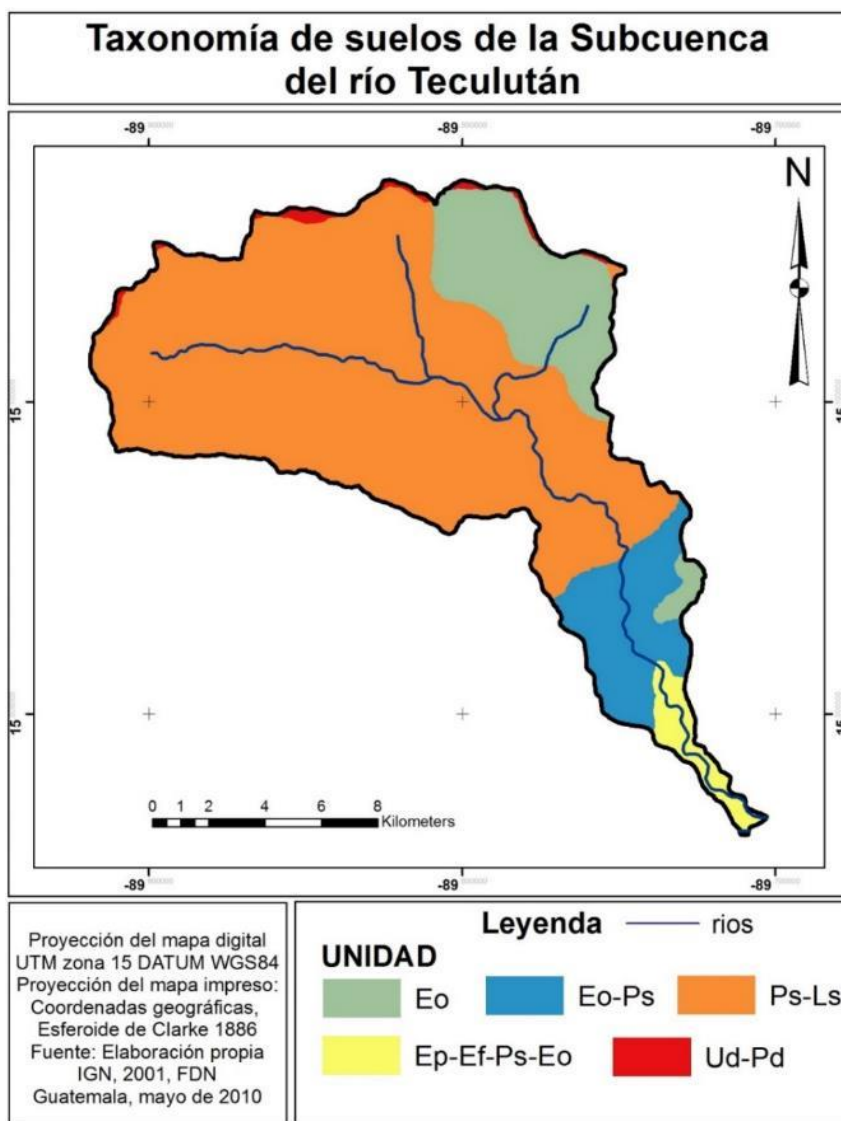 Taxonomía de suelos de la Subcuenca
del río Teculután
-89
-89
-89
N
15
15
15
15
0 1 2 4 6 8
Kilometers
-89
-89
-89
Proyección del mapa digital
UTM zona 15 DATUM WGS84
Proyección del mapa impreso:
Coordenadas geográficas,
Esferoide de Clarke 1886
Fuente: Elaboración propia
IGN, 2001, FDN
Guatemala, mayo de 2010
Leyenda rios
UNIDAD
Eo Eo-Ps Ps-Ls
Ep-Ef-Ps-Eo Ud-Pd